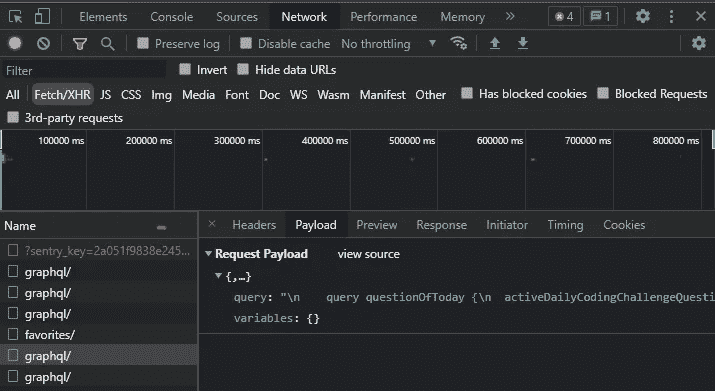 Elements Console Sources Network Performance Memory » 4 1
Preserve log Disable cache No throttling
Filter Invert Hide data URLs
All Fetch/XHR JS CSS Img Media Font Doc WS Wasm Manifest Other Has blocked cookies Blocked Requests
3rd-party requests
100000 ms 200000 ms 300000 ms 400000 ms 500000 ms 600000 ms 700000 ms 800000 ms
Name × Headers Payload Preview Response Initiator Timing Cookies
?sentry_key=2a051f9838e245...
graphql/
graphql/
graphql/
favorites/
graphql/
graphql/
Request Payload view source
{,…}
query: "\n query questionOfToday {\n activeDailyCodingChallengeQuesti
variables: {}